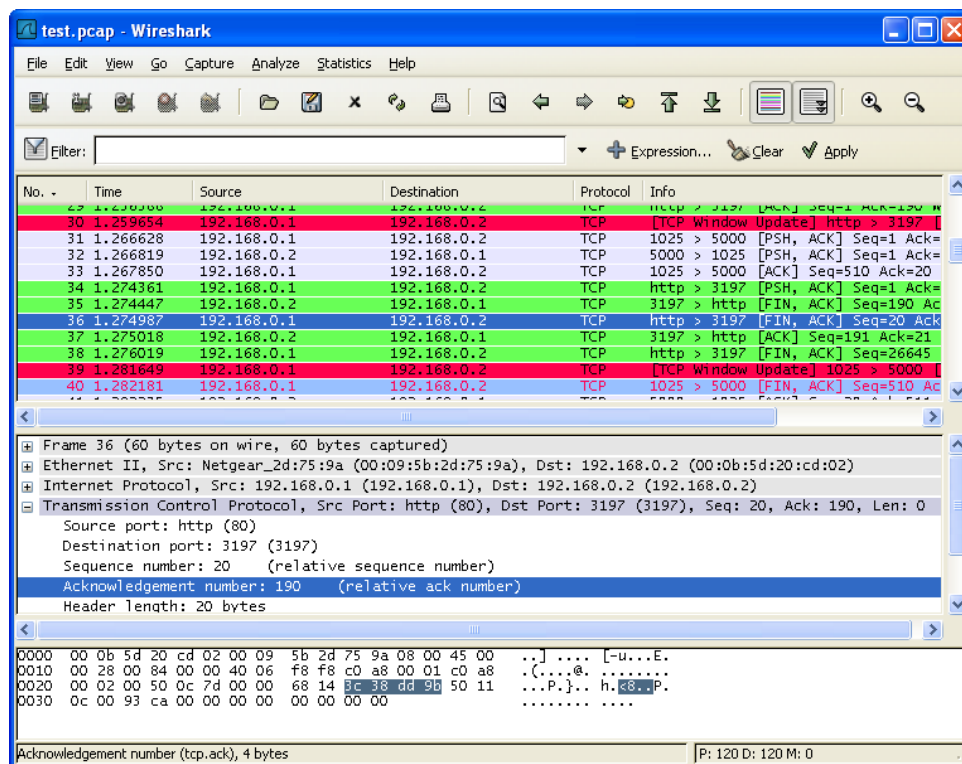 test.pcap - Wireshark
File Edit View Go Capture Analyze Statistics Help
Filter: Expression... Clear Apply
No. - Time Source Destination Protocol Info
29 192.168.0.1 192.168.0.2 TCP http > 3197 [ACK] Seq=1 Ack=190
30 1.259654 192.168.0.1 192.168.0.2 TCP [TCP Window Update] http > 3197 [
31 1.266628 192.168.0.1 192.168.0.2 TCP 1025 > 5000 [PSH, ACK] Seq=1 Ack=
32 1.266819 192.168.0.2 192.168.0.1 TCP 5000 > 1025 [PSH, ACK] Seq=1 Ack=
33 1.267850 192.168.0.1 192.168.0.2 TCP 1025 > 5000 [ACK] Seq=510 Ack=20
34 1.274361 192.168.0.1 192.168.0.2 TCP http > 3197 [PSH, ACK] Seq=1 Ack=
35 1.274447 192.168.0.2 192.168.0.1 TCP 3197 > http [FIN, ACK] Seq=190 Ac
36 1.274987 192.168.0.1 192.168.0.2 TCP http > 3197 [FIN, ACK] Seq=20 Ack
37 1.275018 192.168.0.2 192.168.0.1 TCP 3197 > http [ACK] Seq=191 Ack=21
38 1.276019 192.168.0.1 192.168.0.2 TCP http > 3197 [FIN, ACK] Seq=26645
39 1.281649 192.168.0.1 192.168.0.2 TCP [TCP Window Update] 1025 > 5000 [
40 1.282181 192.168.0.1 192.168.0.2 TCP 1025 > 5000 [FIN, ACK] Seq=510 Ac
Frame 36 (60 bytes on wire, 60 bytes captured)
Ethernet II, Src: Netgear_2d:75:9a (00:09:5b:2d:75:9a), Dst: 192.168.0.2 (00:0b:5d:20:cd:02)
Internet Protocol, Src: 192.168.0.1 (192.168.0.1), Dst: 192.168.0.2 (192.168.0.2)
Transmission Control Protocol, Src Port: http (80), Dst Port: 3197 (3197), Seq: 20, Ack: 190, Len: 0
Source port: http (80)
Destination port: 3197 (3197)
Sequence number: 20 (relative sequence number)
Acknowledgement number: 190 (relative ack number)
Header length: 20 bytes
0000 00 0b 5d 20 cd 02 00 09 5b 2d 75 9a 08 00 45 00 ..] .... [-u...E.
0010 00 28 00 84 00 00 40 06 f8 f8 c0 a8 00 01 c0 a8 .(....@. ........
0020 00 02 00 50 0c 7d 00 00 68 14 3c 38 dd 9b 50 11 ...P.}.. h.<8..P.
0030 0c 00 93 ca 00 00 00 00 00 00 00 00 ........ ....
Acknowledgement number (tcp.ack), 4 bytes P: 120 D: 120 M: 0